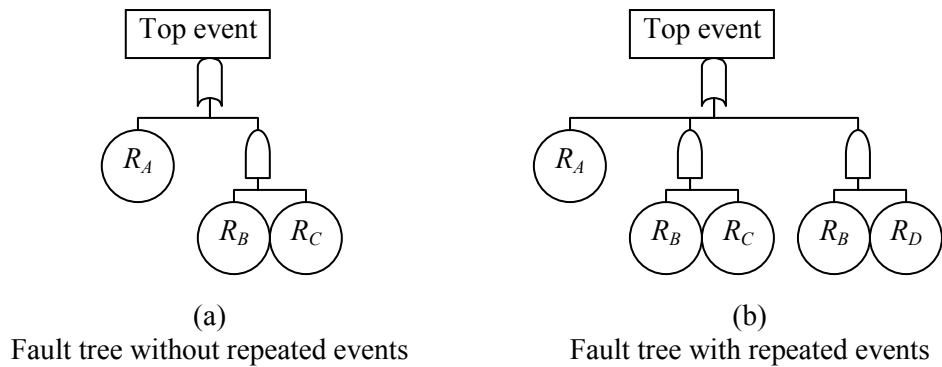 Top event
R_A
R_B R_C
(a)
Fault tree without repeated events
Top event
R_A
R_B R_C R_B R_D
(b)
Fault tree with repeated events